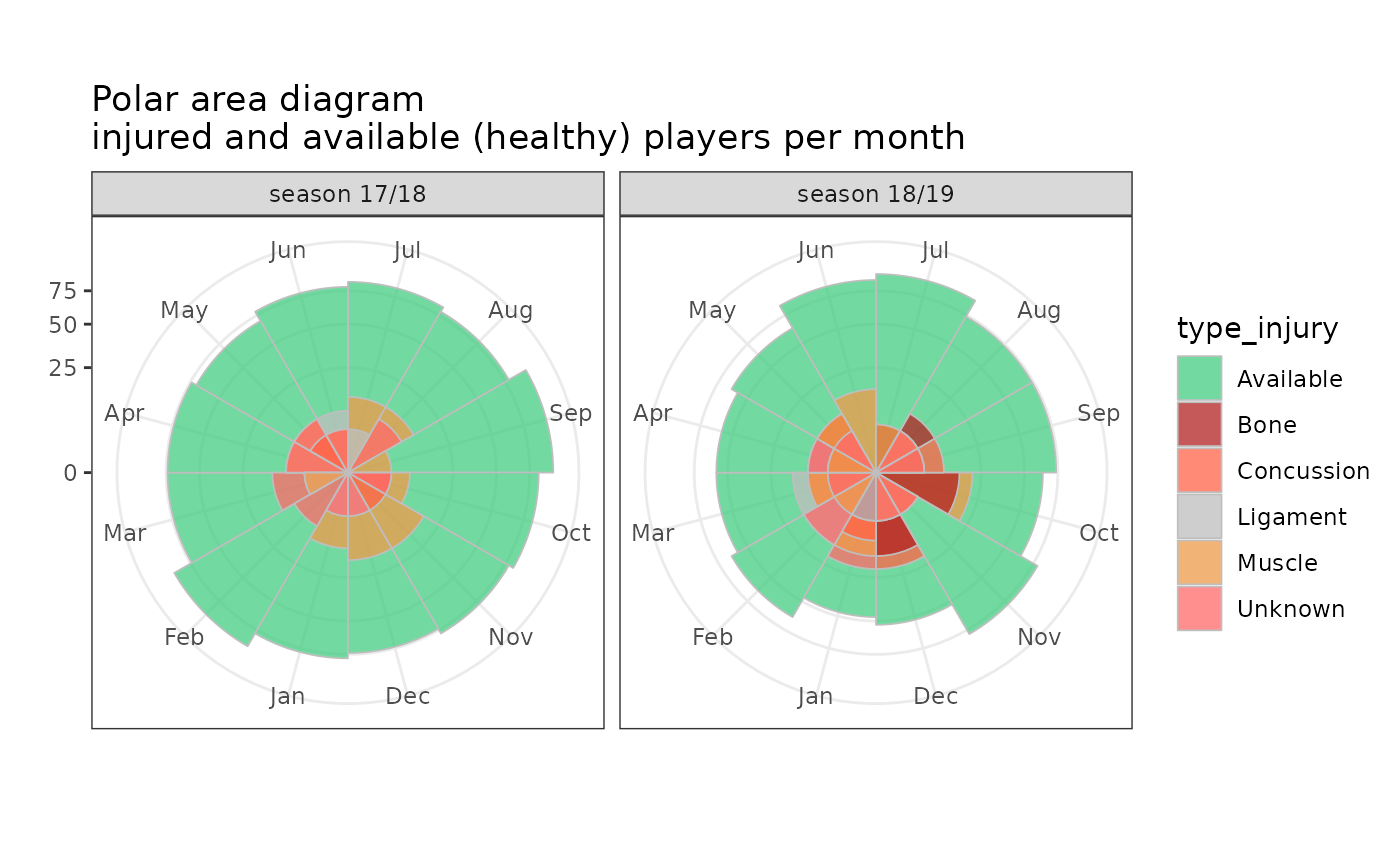 Polar area diagram
injured and available (healthy) players per month
season 17/18
season 18/19
Jun
Jul
May
Aug
Apr
Sep
Mar
Oct
Feb
Nov
Jan
Dec
Jun
Jul
May
Aug
Apr
Sep
Mar
Oct
Feb
Nov
Jan
Dec
75
50
25
0
type_injury
Available
Bone
Concussion
Ligament
Muscle
Unknown